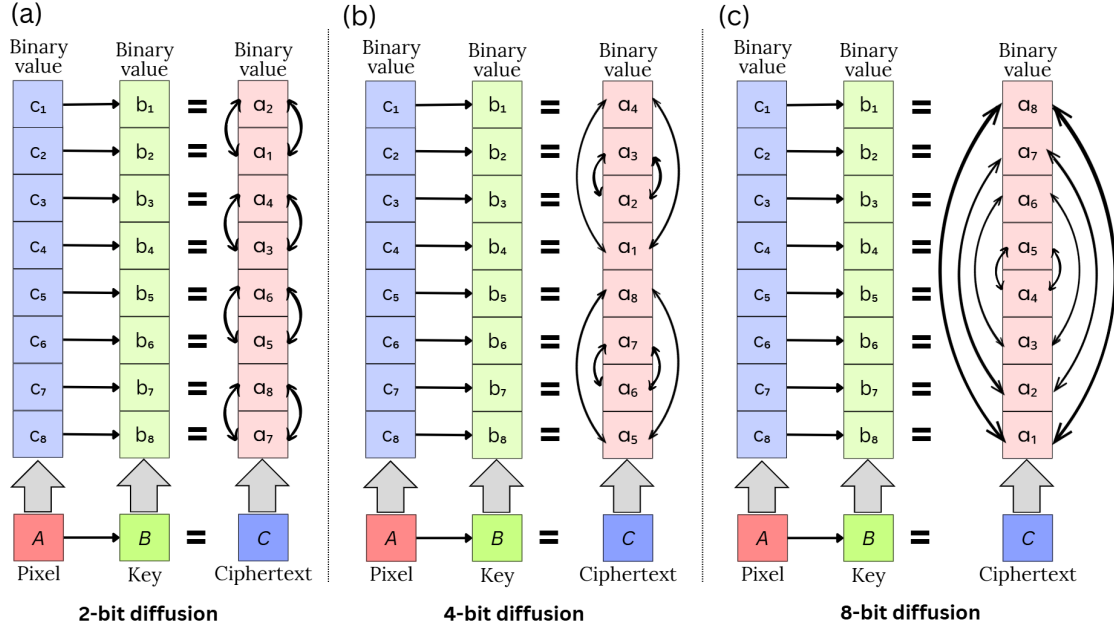 (a)
Binary value
Binary value
Binary value
c₁ b₁ = a₂
c₂ b₂ = a₁
c₃ b₃ = a₄
c₄ b₄ = a₃
c₅ b₅ = a₆
c₆ b₆ = a₅
c₇ b₇ = a₈
c₈ b₈ = a₇
A B = C
Pixel Key Ciphertext
2-bit diffusion
(b)
Binary value
Binary value
Binary value
c₁ b₁ = a₄
c₂ b₂ = a₃
c₃ b₃ = a₂
c₄ b₄ = a₁
c₅ b₅ = a₈
c₆ b₆ = a₇
c₇ b₇ = a₆
c₈ b₈ = a₅
A B = C
Pixel Key Ciphertext
4-bit diffusion
(c)
Binary value
Binary value
Binary value
c₁ b₁ = a₈
c₂ b₂ = a₇
c₃ b₃ = a₆
c₄ b₄ = a₅
c₅ b₅ = a₄
c₆ b₆ = a₃
c₇ b₇ = a₂
c₈ b₈ = a₁
A B = C
Pixel Key Ciphertext
8-bit diffusion